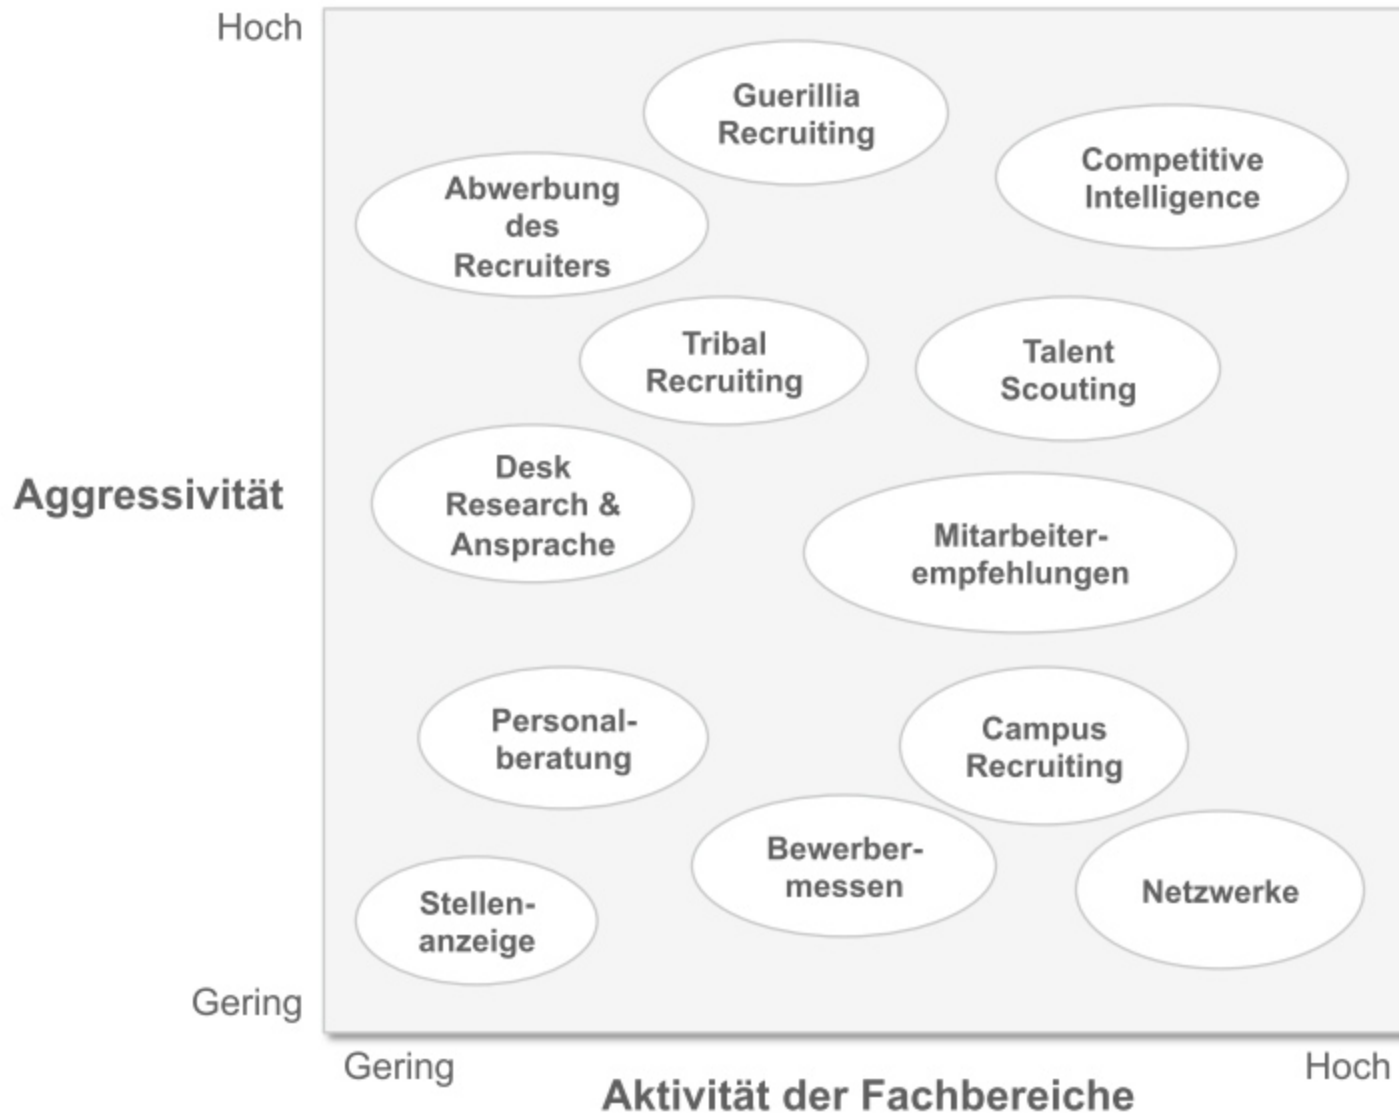 Hoch
Guerillia
Recruiting
Competitive
Intelligence
Abwerbung
des
Recruiters
Tribal
Recruiting
Talent
Scouting
Desk
Research &
Ansprache
Aggressivität
Mitarbeiter-
empfehlungen
Personal-
beratung
Campus
Recruiting
Bewerber-
messen
Netzwerke
Stellen-
anzeige
Gering
Gering
Hoch
Aktivität der Fachbereiche